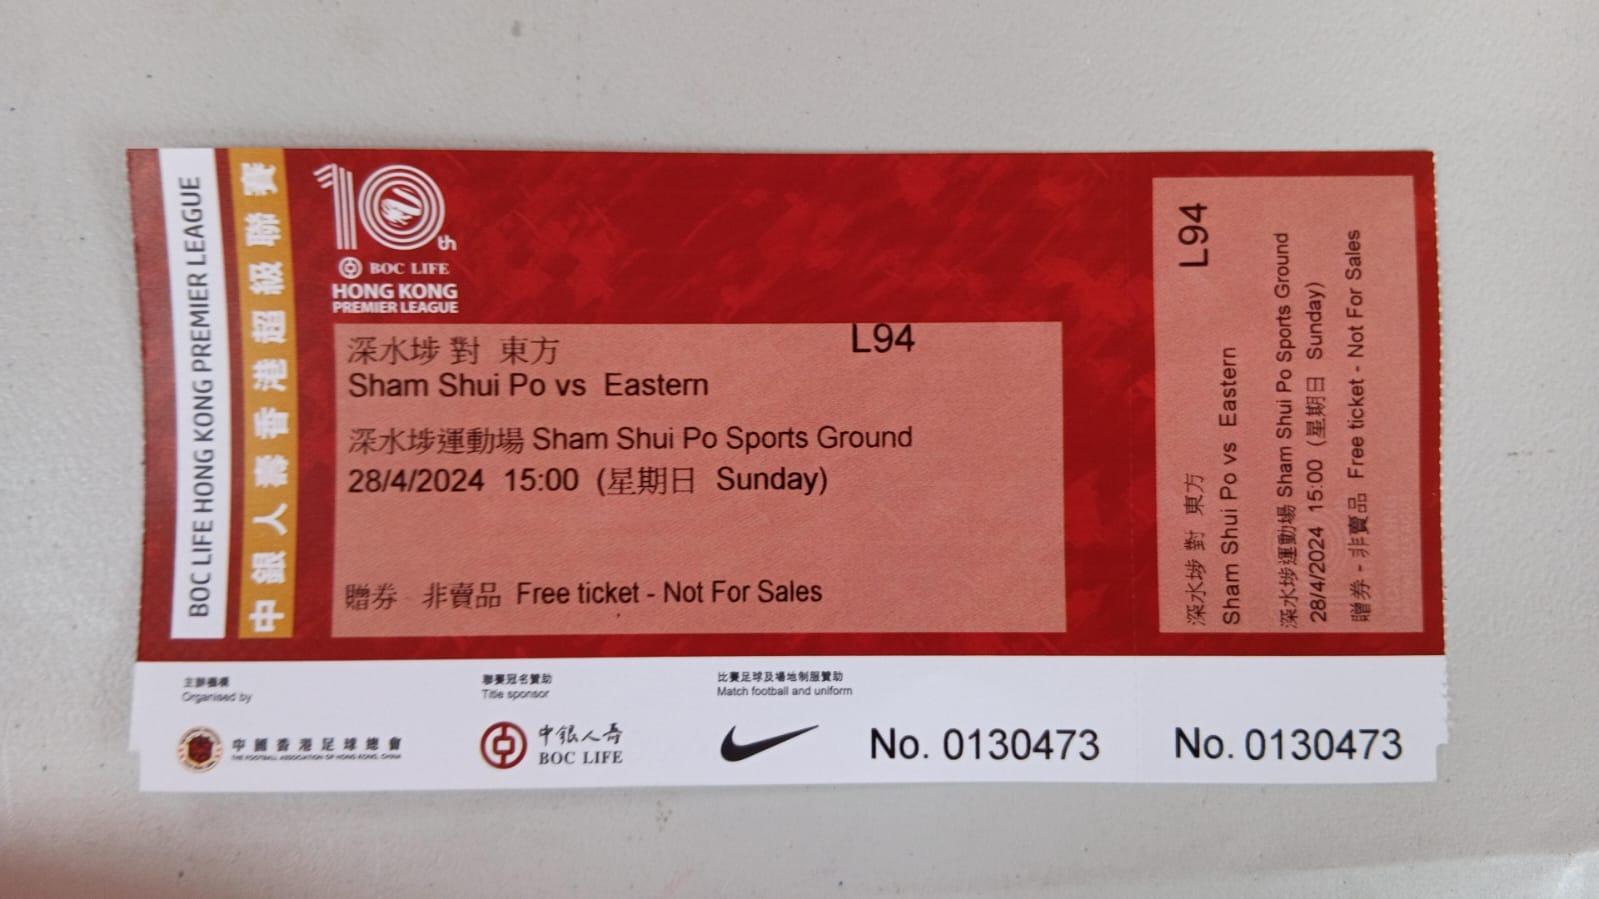 BOC LIFE HONG KONG PREMIER LEAGUE
中銀人壽香港超級聯賽
10th
BOC LIFE
HONG KONG
PREMIER LEAGUE
深水埗 對 東方
L94
Sham Shui Po vs Eastern
深水埗運動場 Sham Shui Po Sports Ground
28/4/2024 15:00 (星期日 Sunday)
贈券 非賣品 Free ticket - Not For Sales
L94
深水埗 對 東方
Sham Shui Po vs Eastern
深水埗運動場 Sham Shui Po Sports Ground
28/4/2024 15:00 (星期日 Sunday)
贈券 - 非賣品 Free ticket - Not For Sales
主辦機構
Organised by
中國香港足球總會
THE FOOTBALL ASSOCIATION OF HONG KONG, CHINA
聯賽冠名贊助
Title sponsor
中銀人壽
BOC LIFE
比賽足球及場地制服贊助
Match football and uniform
No. 0130473
No. 0130473